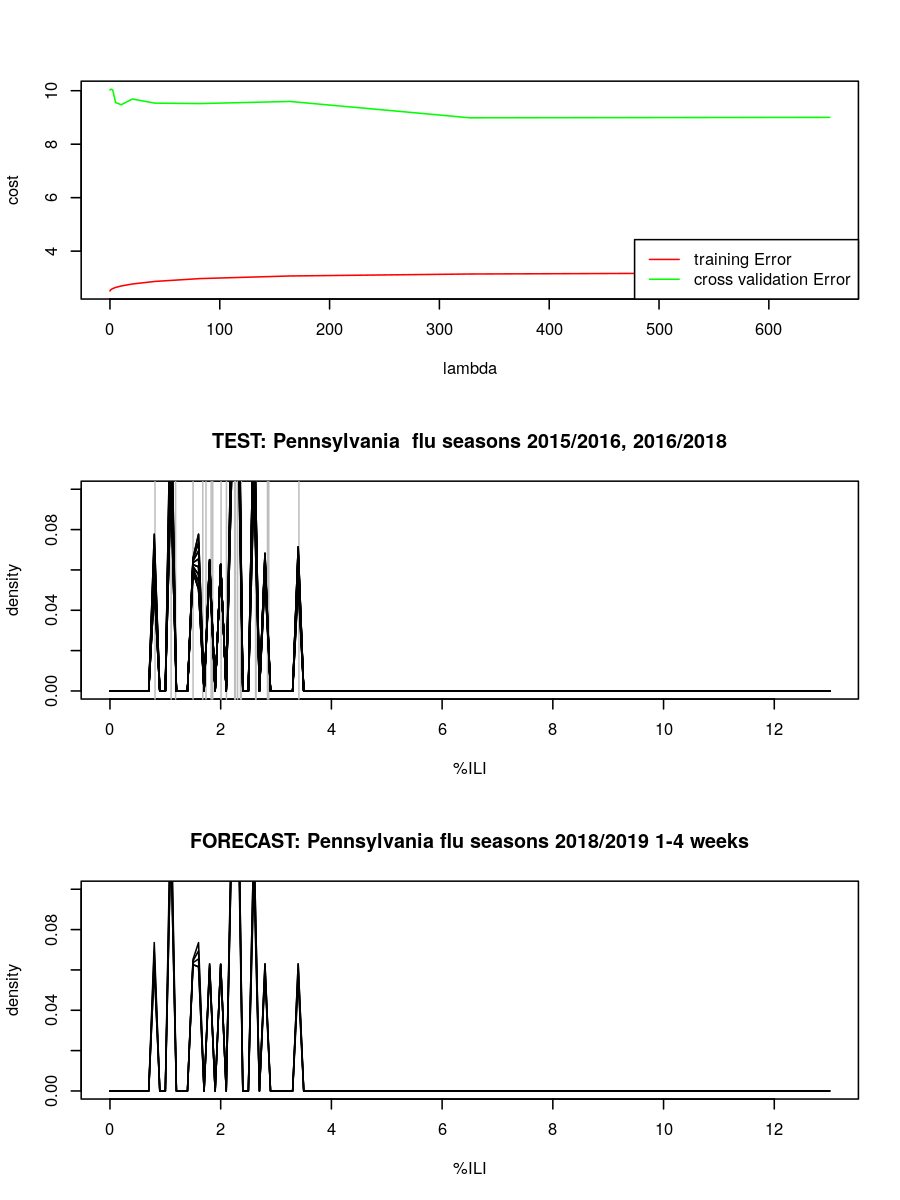 10
8
6
4
cost
training Error
cross validation Error
0 100 200 300 400 500 600
lambda
TEST: Pennsylvania  flu seasons 2015/2016, 2016/2018
0.08
0.04
0.00
density
0 2 4 6 8 10 12
%ILI
FORECAST: Pennsylvania flu seasons 2018/2019 1-4 weeks
0.08
0.04
0.00
density
0 2 4 6 8 10 12
%ILI